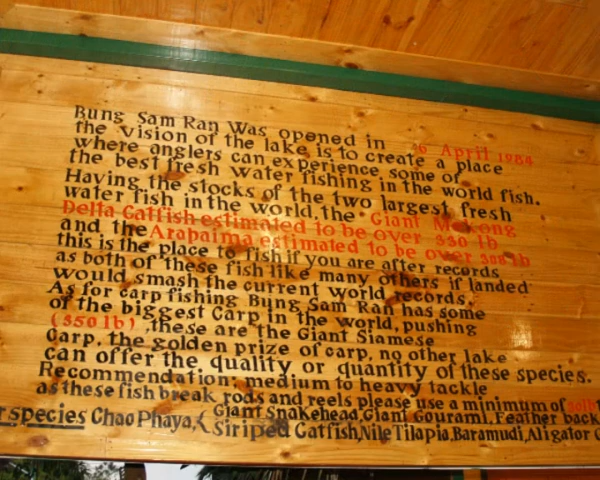 Bung Sam Ran Was opened in 6 April 1984
the vision of the lake is to create a place
where anglers can experience some of
the best fresh water fishing in the world fish.
Having the stocks of the two largest fresh
water fish in the world, the Giant Mekong
Delta Catfish estimated to be over 330 lb
and the Arapaima estimated to be over lb
this is the place to fish if you are after records
as both of these fish like many others if landed
would smash the current world records.
As for carp fishing Bung Sam Ran has some
of the biggest Carp in the world, pushing
(350 lb), these are the Giant Siamese
Carp, the golden prize of carp, no other lake
can offer the quality or quantity of these species.
Recommendation: medium to heavy tackle
as these fish break rods and reels please use a minimum of
r species Chao Phaya, Giant Snakehead, Giant Gourami, Feather back
Striped Catfish, Nile Tilapia, Baramudi, Aligator